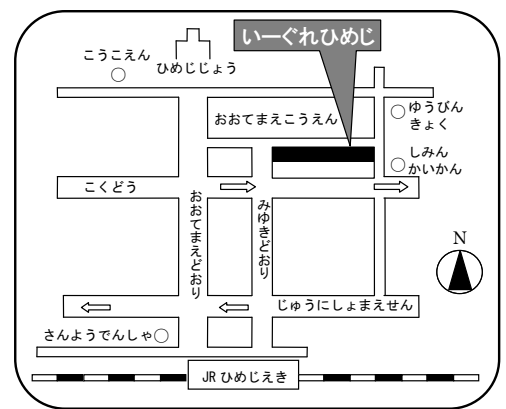 いーぐれひめじ
こうこえん
ひめじじょう
おおてまえこうえん
ゆうびん
きょく
しみん
かいかん
こくどう
おおてまえどおり
みゆきどおり
N
じゅうにしょまえせん
さんようでんしゃ
JR ひめじえき